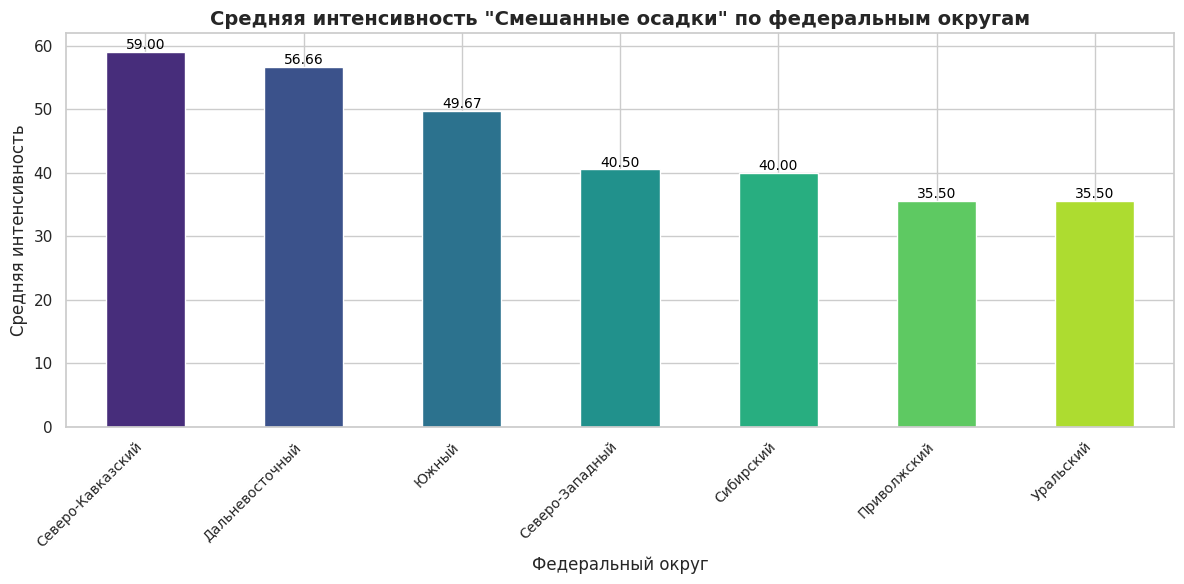 Средняя интенсивность "Смешанные осадки" по федеральным округам
Средняя интенсивность
60
50
40
30
20
10
0
59.00
56.66
49.67
40.50
40.00
35.50
35.50
Северо-Кавказский
Дальневосточный
Южный
Северо-Западный
Сибирский
Приволжский
Уральский
Федеральный округ